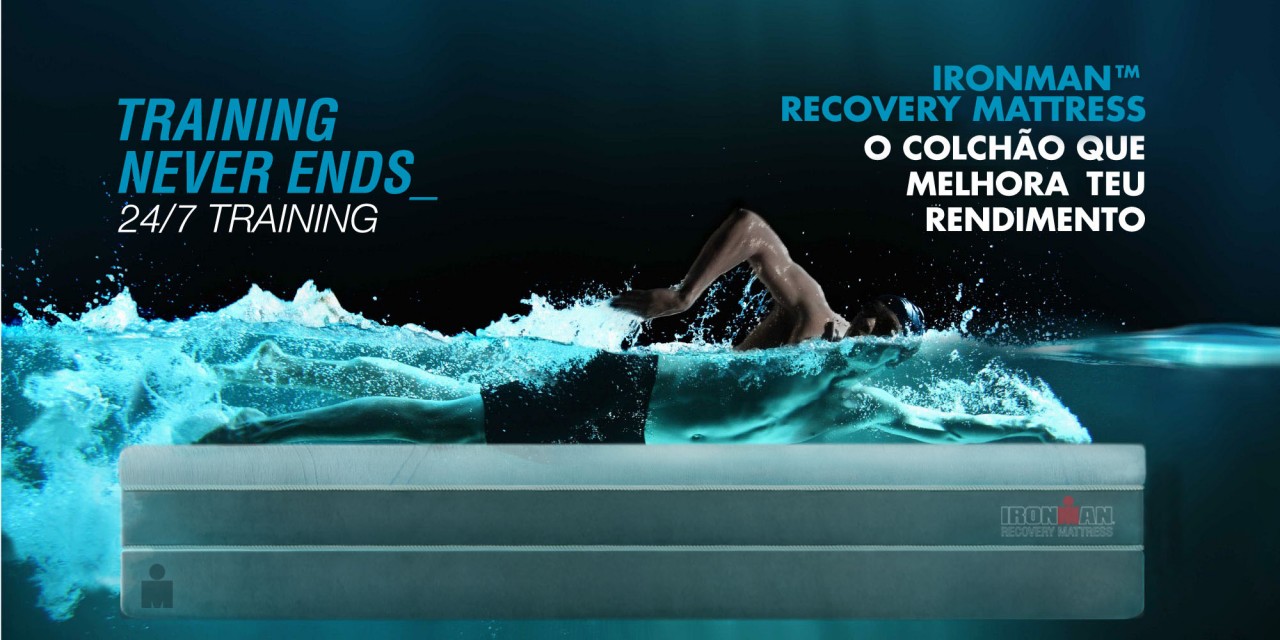 TRAINING
NEVER ENDS_
24/7 TRAINING
IRONMAN™
RECOVERY MATTRESS
O COLCHÃO QUE
MELHORA TEU
RENDIMENTO
IRONMAN
RECOVERY MATTRESS